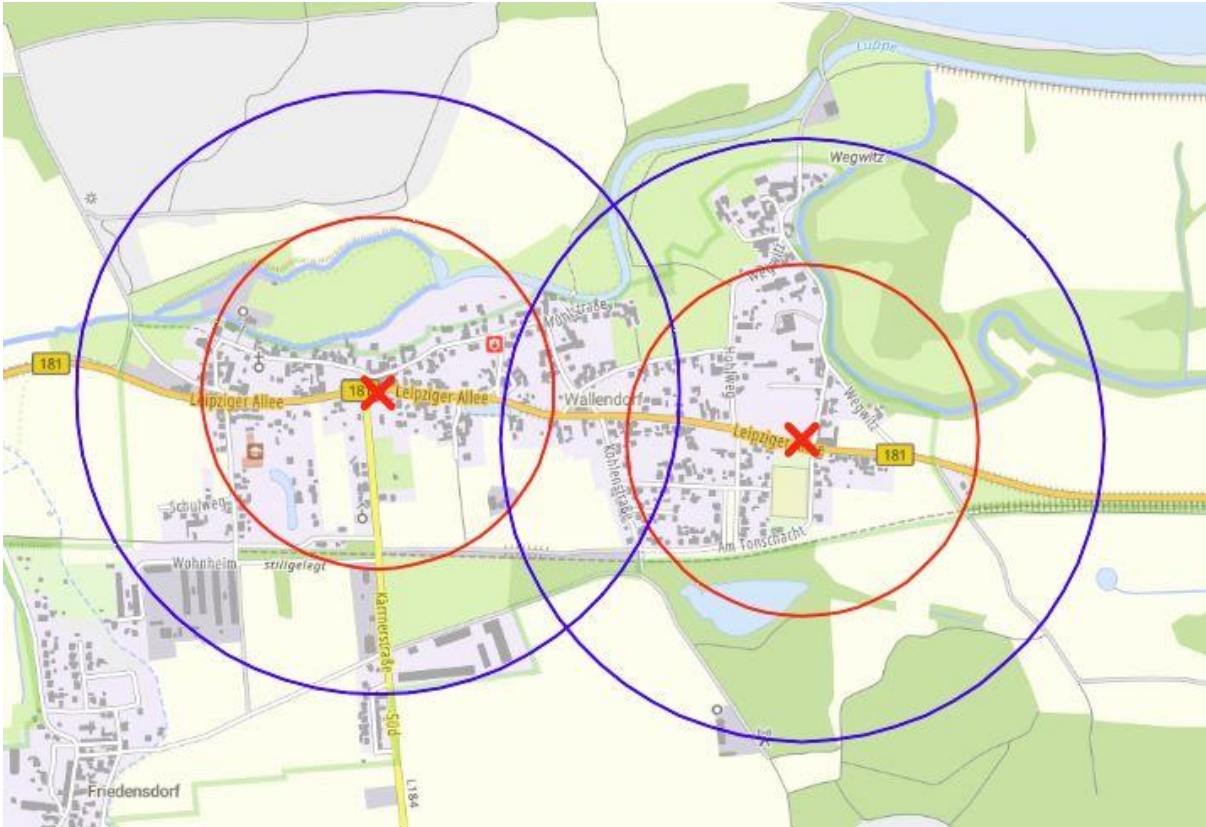 Luppe
Wegwitz
Wegwitz
Mühlstraße
181
181
Leipziger Allee
Leipziger Allee
Wallendorf
Hohlweg
Wegwitz
Leipziger Allee
181
Kohlenstraße
Schulweg
Am Tonschacht
Wohnheim
stillgelegt
Kärrnerstraße
Süd
L184
Friedensdorf